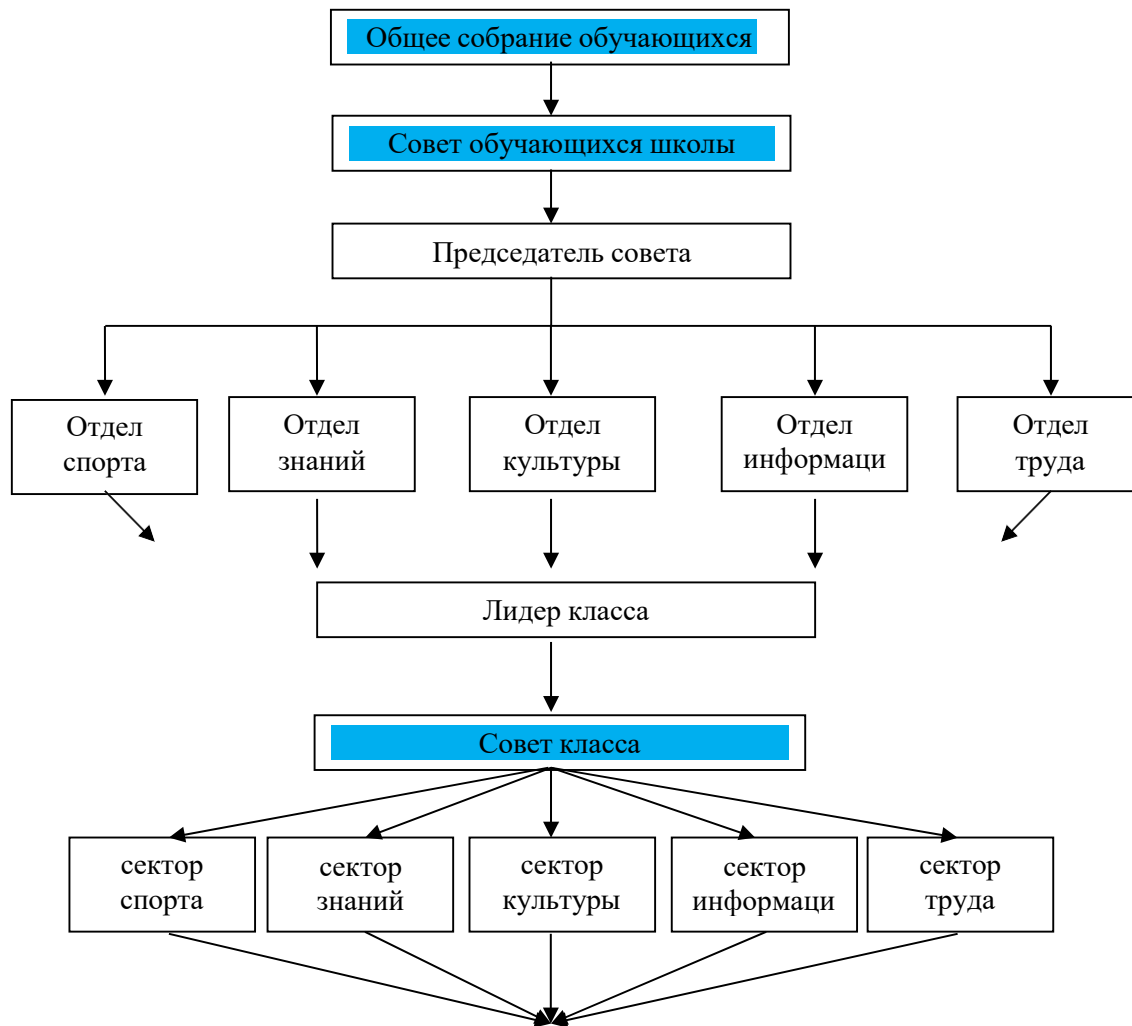 Общее собрание обучающихся
Совет обучающихся школы
Председатель совета
Отдел
спорта
Отдел
знаний
Отдел
культуры
Отдел
информаци
Отдел
труда
Лидер класса
Совет класса
сектор
спорта
сектор
знаний
сектор
культуры
сектор
информаци
сектор
труда